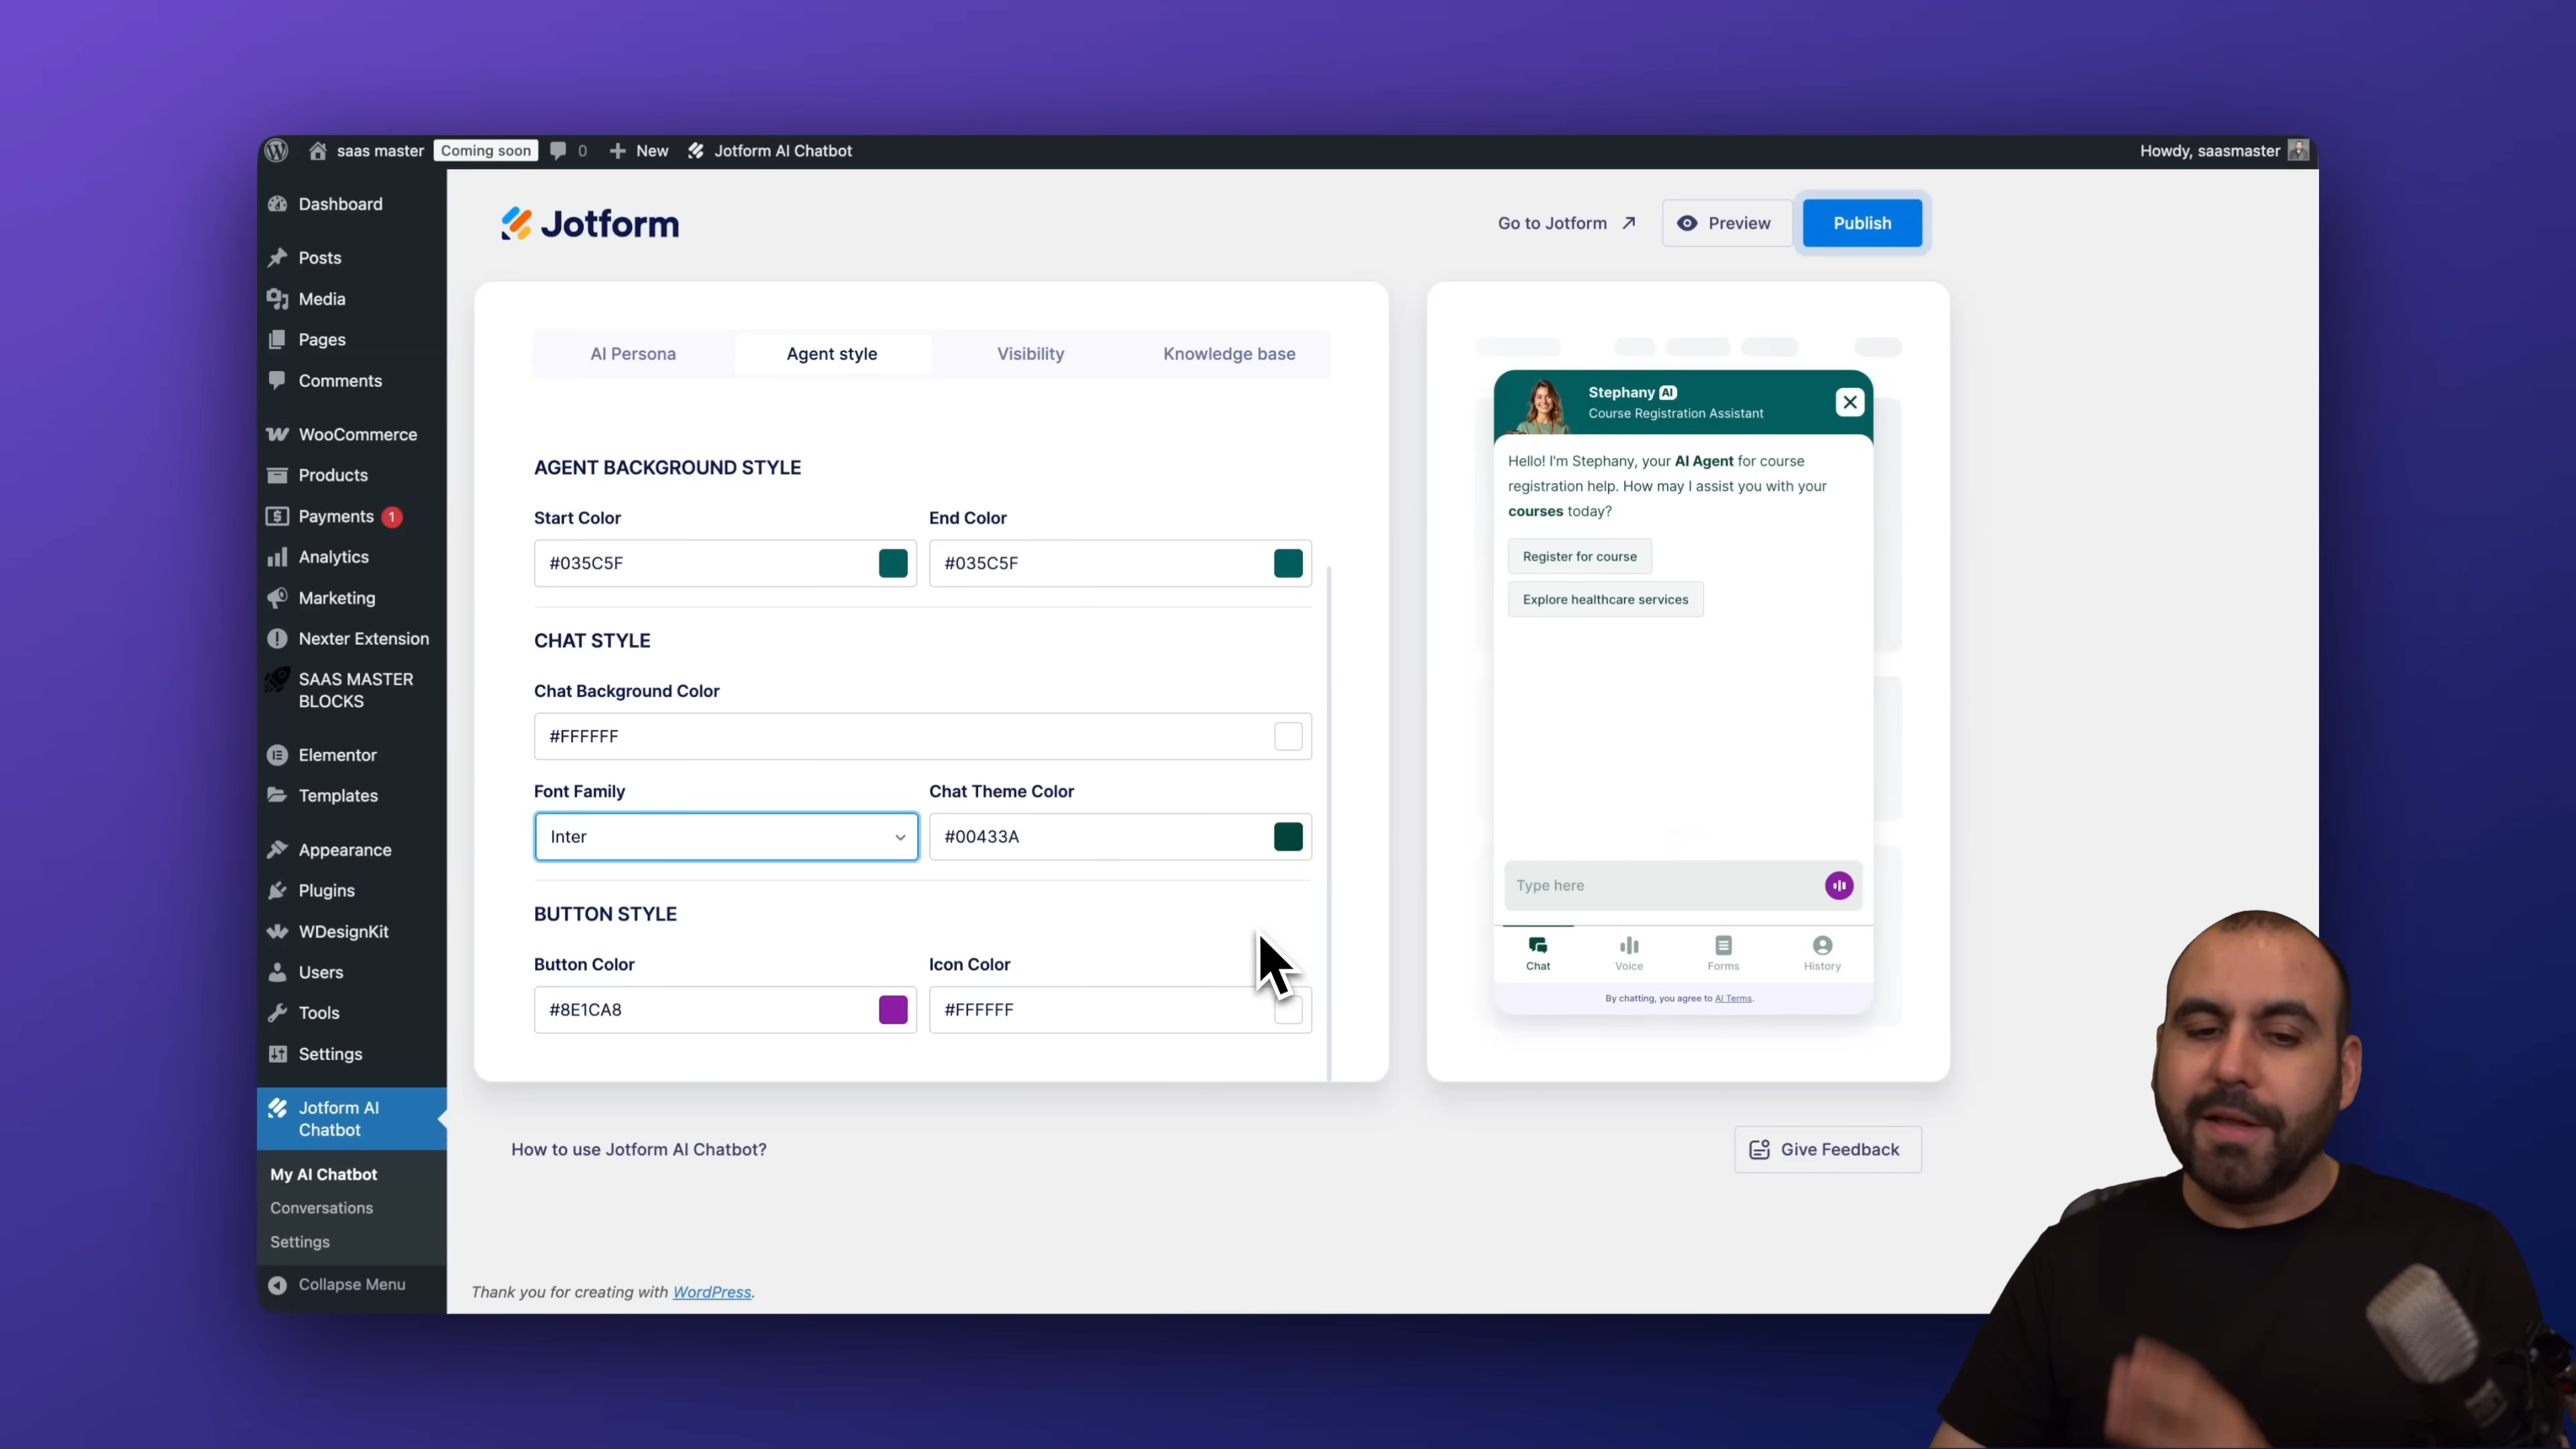 saas master
Coming soon
0
New
Jotform AI Chatbot
Howdy, saasmaster
Dashboard
Posts
Media
Pages
Comments
WooCommerce
Products
Payments 1
Analytics
Marketing
Nexter Extension
SAAS MASTER
BLOCKS
Elementor
Templates
Appearance
Plugins
WDesignKit
Users
Tools
Settings
Jotform AI
Chatbot
My AI Chatbot
Conversations
Settings
Collapse Menu
Jotform
Go to Jotform
Preview
Publish
AI Persona
Agent style
Visibility
Knowledge base
AGENT BACKGROUND STYLE
Start Color
End Color
#035C5F
#035C5F
CHAT STYLE
Chat Background Color
#FFFFFF
Font Family
Chat Theme Color
Inter
#00433A
BUTTON STYLE
Button Color
Icon Color
#8E1CA8
#FFFFFF
Stephany AI
Course Registration Assistant
Hello! I'm Stephany, your AI Agent for course
registration help. How may I assist you with your
courses today?
Register for course
Explore healthcare services
Type here
Chat
Voice
Forms
History
By chatting, you agree to AI Terms.
How to use Jotform AI Chatbot?
Give Feedback
Thank you for creating with WordPress.